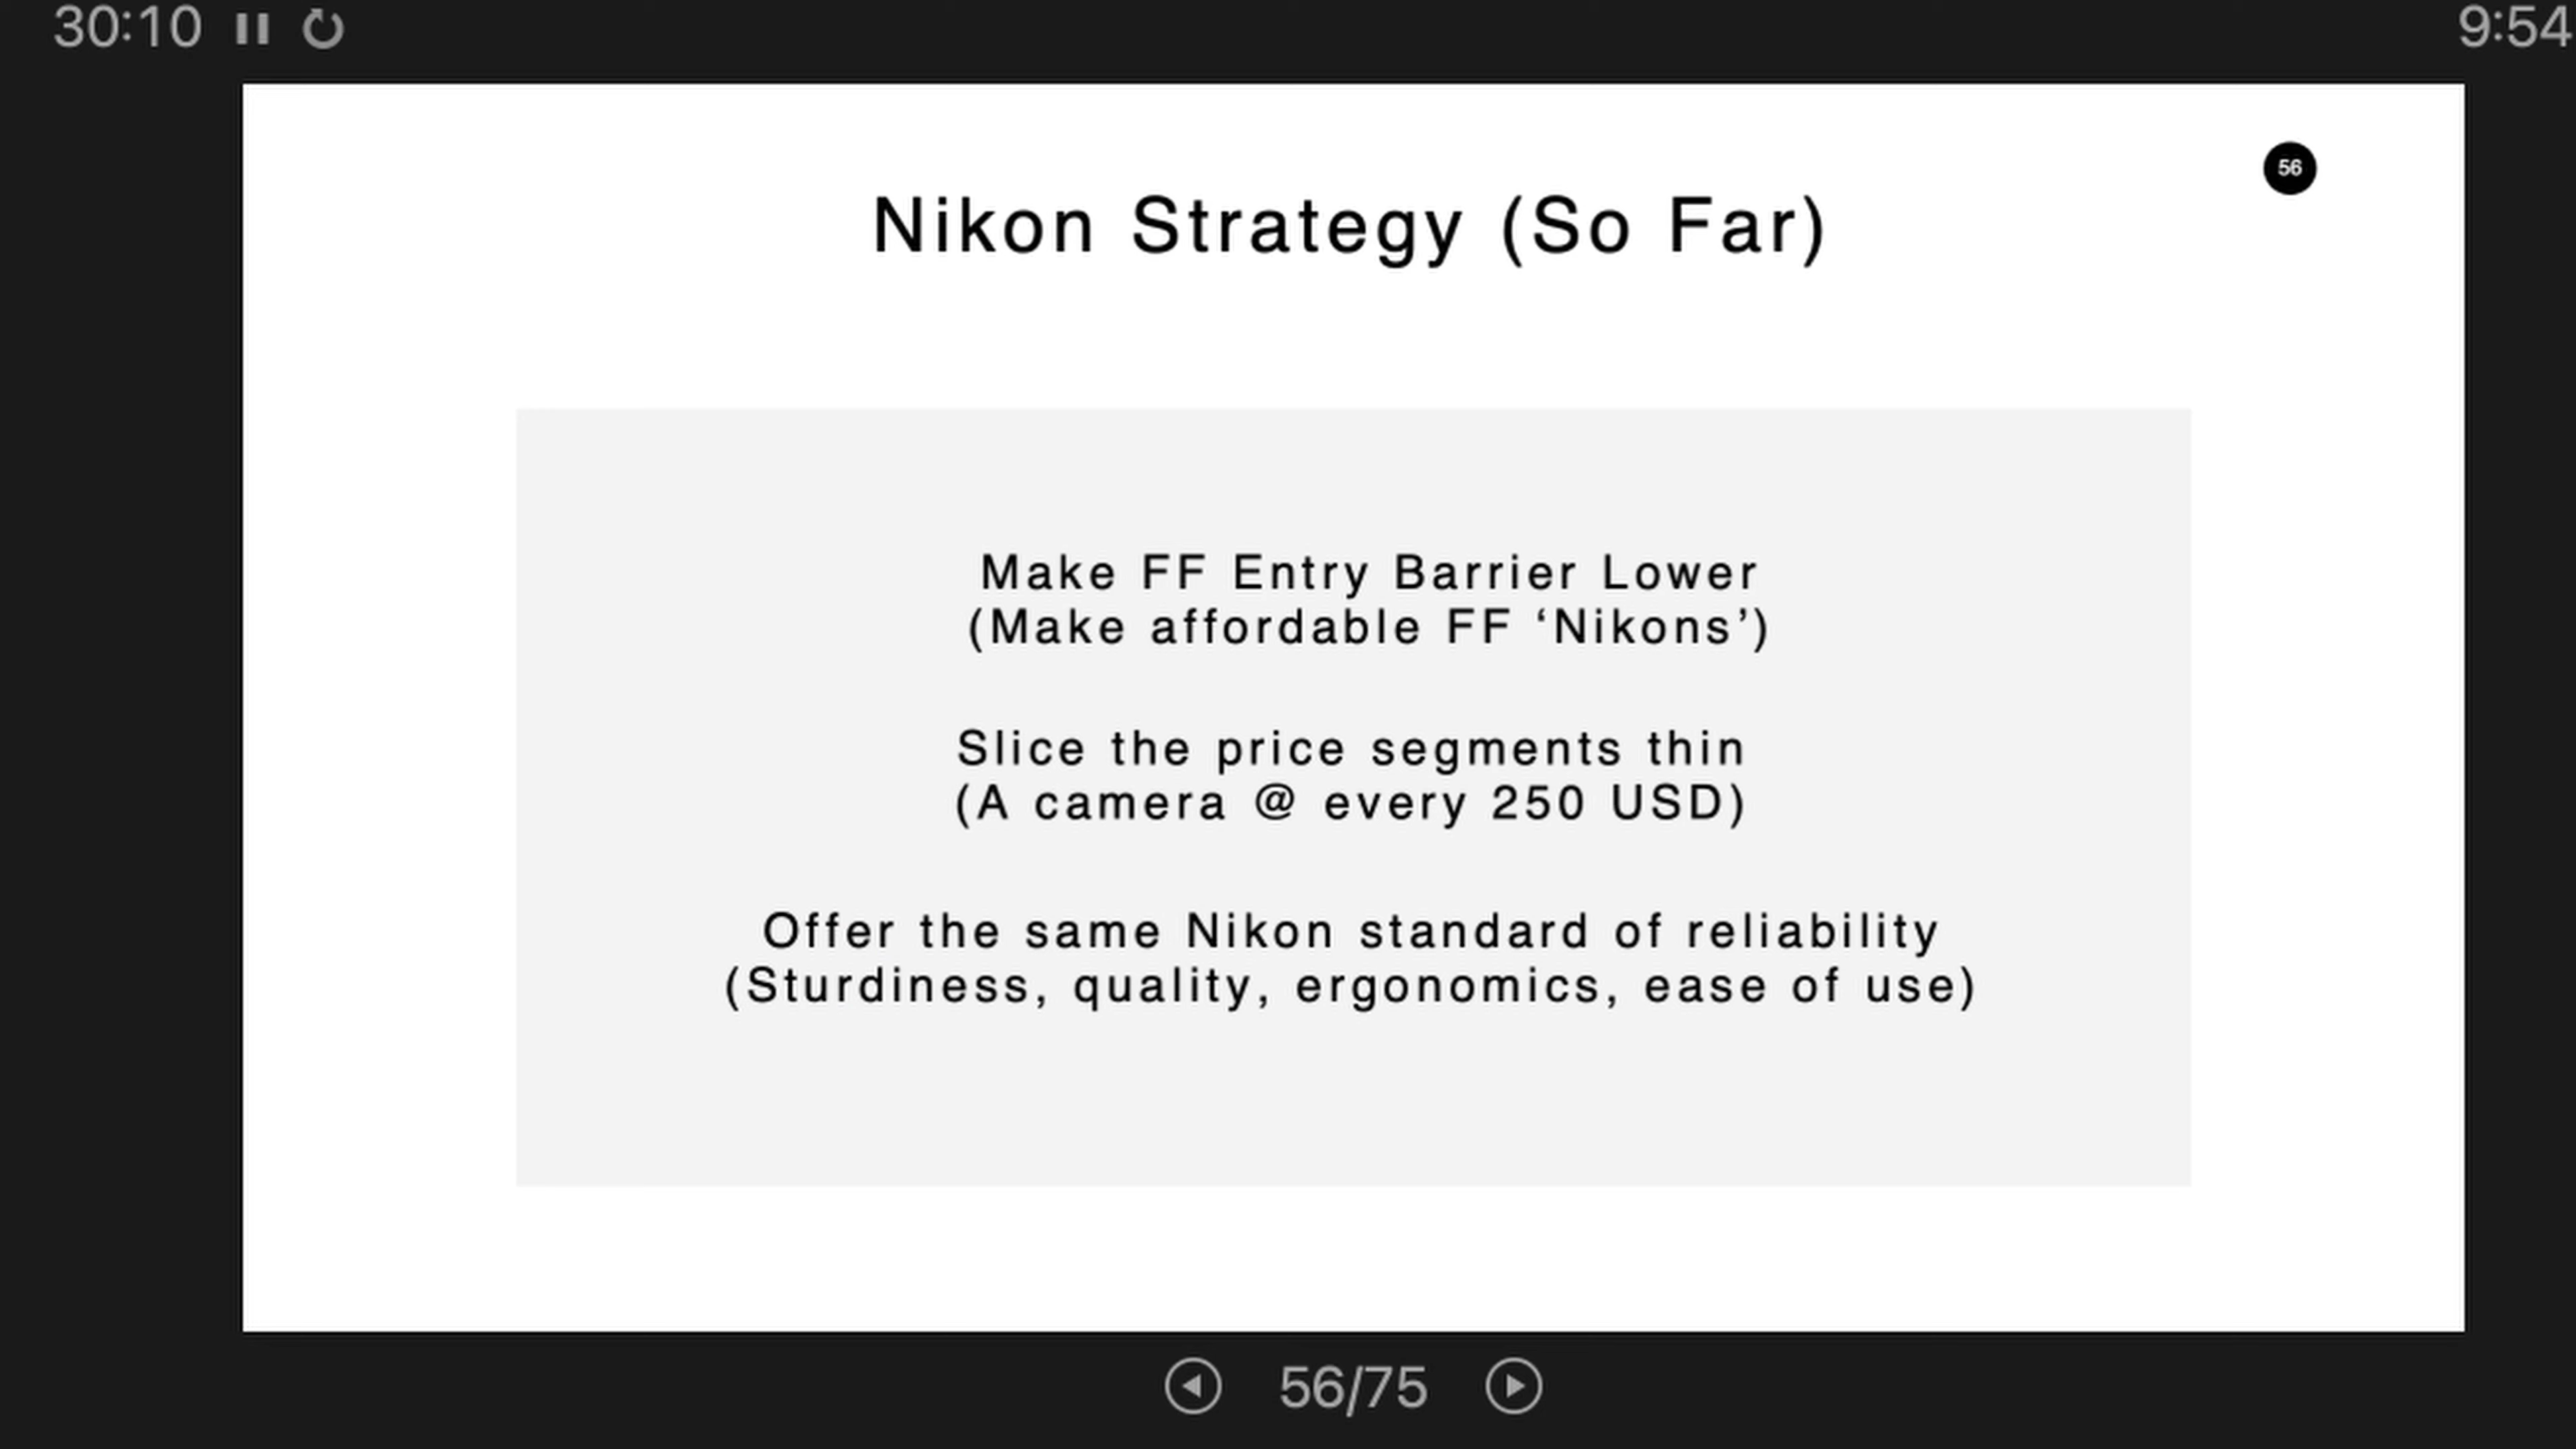 30:10
9:54
56
Nikon Strategy (So Far)
Make FF Entry Barrier Lower
(Make affordable FF ‘Nikons’)
Slice the price segments thin
(A camera @ every 250 USD)
Offer the same Nikon standard of reliability
(Sturdiness, quality, ergonomics, ease of use)
56/75